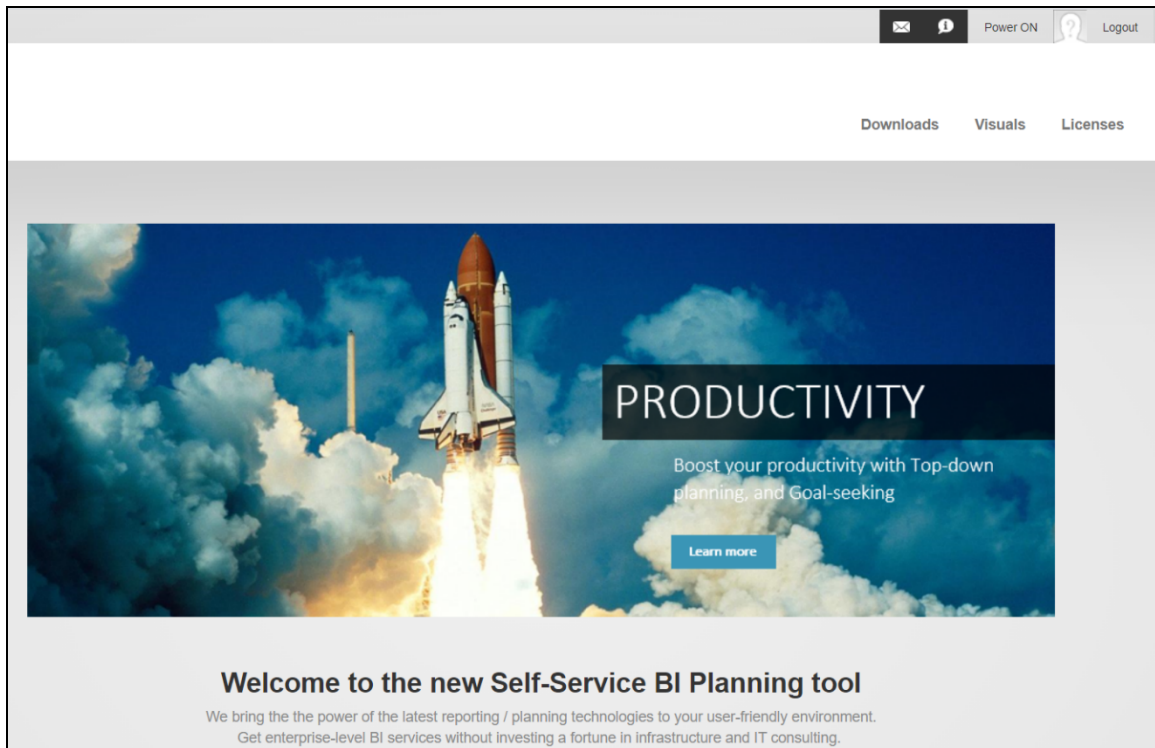 Power ON
Logout
Downloads
Visuals
Licenses
PRODUCTIVITY
Boost your productivity with Top-down
planning, and Goal-seeking
Learn more
Welcome to the new Self-Service BI Planning tool
We bring the the power of the latest reporting / planning technologies to your user-friendly environment.
Get enterprise-level BI services without investing a fortune in infrastructure and IT consulting.